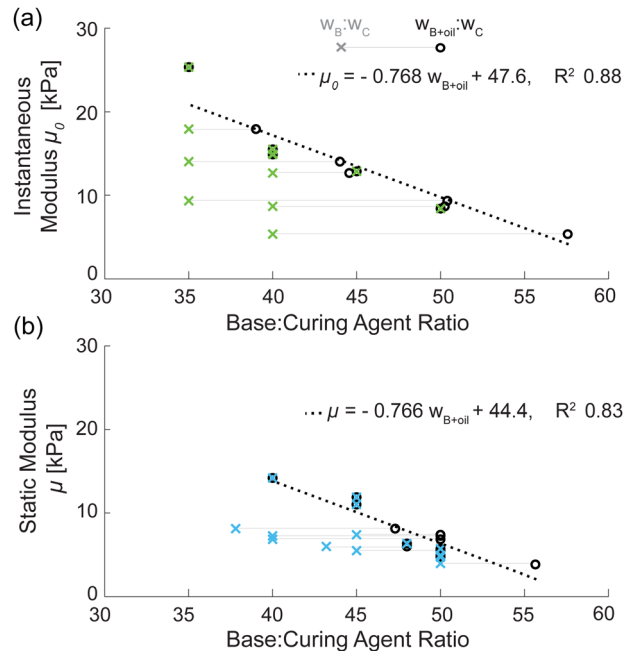 (a)
w_B:w_C
w_B+oil:w_C
μ_0 = - 0.768 w_B+oil + 47.6, R² 0.88
Instantaneous
Modulus μ_0 [kPa]
30
20
10
0
30 35 40 45 50 55 60
Base:Curing Agent Ratio
(b)
μ = - 0.766 w_B+oil + 44.4, R² 0.83
Static Modulus
μ [kPa]
30
20
10
0
30 35 40 45 50 55 60
Base:Curing Agent Ratio